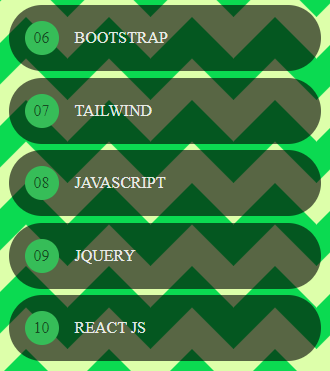 06 BOOTSTRAP
07 TAILWIND
08 JAVASCRIPT
09 JQUERY
10 REACT JS